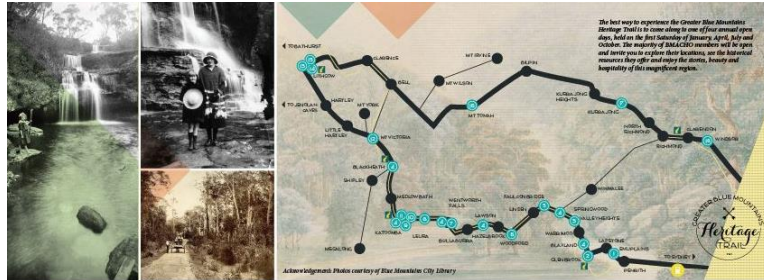 The best way to experience the Greater Blue Mountains
Heritage Trail is to come along to one of four annual open
days, held on the first Saturday of January, April, July and
October. The majority of BMACHO members will be open
and invite you to explore their locations, see the historical
resources they offer and enjoy the stories, beauty and
hospitality of this magnificent region.
TO BATHURST
LITHGOW
CLARENCE
BELL
MT IRVINE
MT WILSON
BILPIN
MT TOMAH
KURRAJONG
HEIGHTS
KURRAJONG
NORTH
RICHMOND
RICHMOND
CLARENDON
WINDSOR
TO JENOLAN
CAVES
HARTLEY
LITTLE
HARTLEY
MT YORK
MT VICTORIA
BLACKHEATH
SHIPLEY
MEDLOW BATH
MEGALONG
KATOOMBA
LEURA
WENTWORTH
FALLS
BULLABURRA
LAWSON
HAZELBROOK
WOODFORD
LINDEN
FAULCONBRIDGE
SPRINGWOOD
VALLEY HEIGHTS
WARRIMOO
BLAXLAND
GLENBROOK
LAPSTONE
EMU PLAINS
PENRITH
TO SYDNEY
GREATER BLUE MOUNTAINS
Heritage
TRAIL
Acknowledgement: Photos courtesy of Blue Mountains City Library